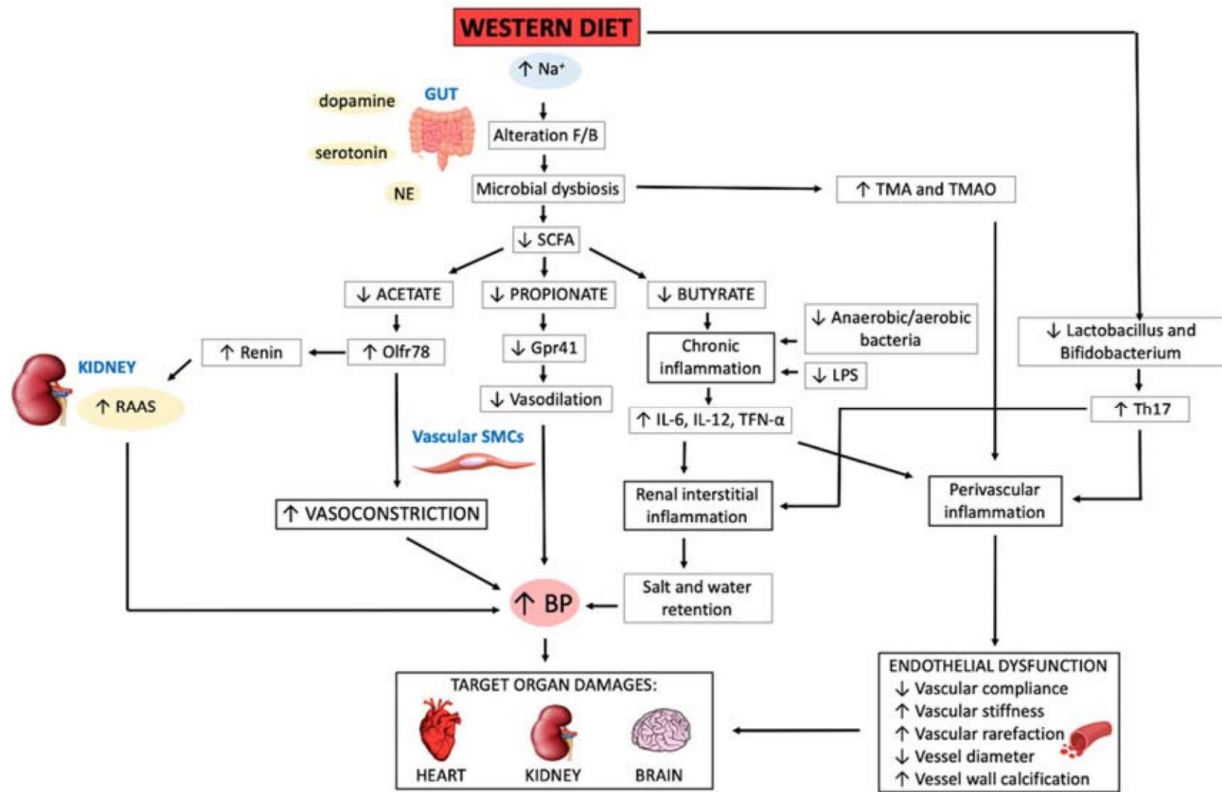 WESTERN DIET
↑ Na⁺
dopamine
GUT
Alteration F/B
serotonin
NE
Microbial dysbiosis
↑ TMA and TMAO
↓ SCFA
↓ ACETATE
↓ PROPIONATE
↓ BUTYRATE
↓ Anaerobic/aerobic
bacteria
↓ Lactobacillus and
Bifidobacterium
KIDNEY
↑ Renin
↑ Olfr78
↓ Gpr41
Chronic
inflammation
↓ LPS
↑ RAAS
↓ Vasodilation
↑ IL-6, IL-12, TFN-α
↑ Th17
Vascular SMCs
↑ VASOCONSTRICTION
Renal interstitial
inflammation
Perivascular
inflammation
↑ BP
Salt and water
retention
TARGET ORGAN DAMAGES:
HEART
KIDNEY
BRAIN
ENDOTHELIAL DYSFUNCTION
↓ Vascular compliance
↑ Vascular stiffness
↑ Vascular rarefaction
↓ Vessel diameter
↑ Vessel wall calcification